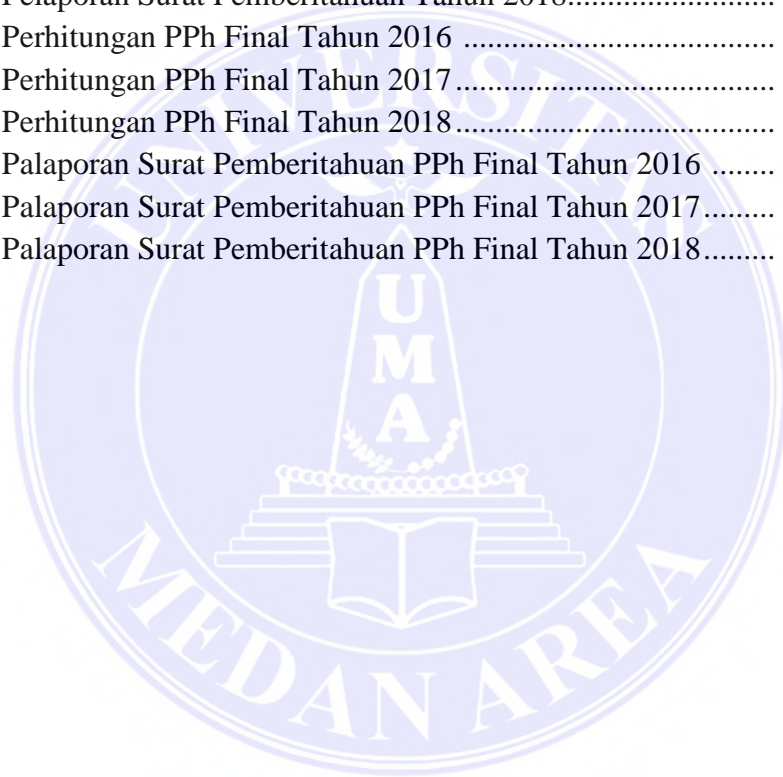 Pelaporan Surat Pemberitahuan Tahun 2018..........................
Perhitungan PPh Final Tahun 2016 .....................................
Perhitungan PPh Final Tahun 2017......................................
Perhitungan PPh Final Tahun 2018......................................
Palaporan Surat Pemberitahuan PPh Final Tahun 2016 ........
Palaporan Surat Pemberitahuan PPh Final Tahun 2017.........
Palaporan Surat Pemberitahuan PPh Final Tahun 2018.........
UNIVERSITAS
UMA
MEDAN AREA